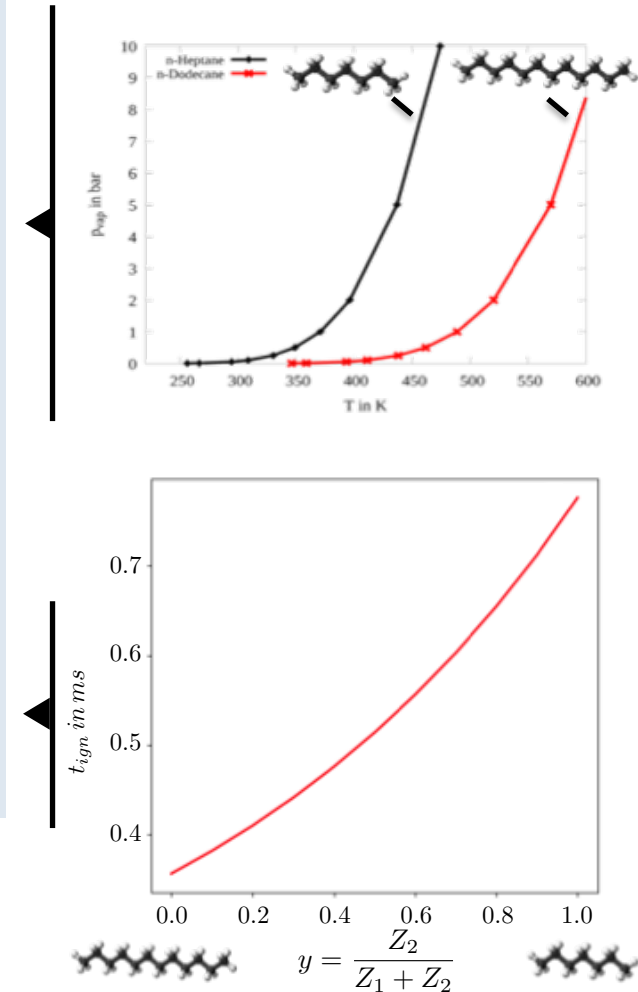 n-Heptane
n-Dodecane
10
9
8
7
6
5
4
3
2
1
0
p_vap in bar
250 300 350 400 450 500 550 600
T in K
0.7
0.6
0.5
0.4
t_ign in ms
0.0 0.2 0.4 0.6 0.8 1.0
y = Z_2 / (Z_1 + Z_2)